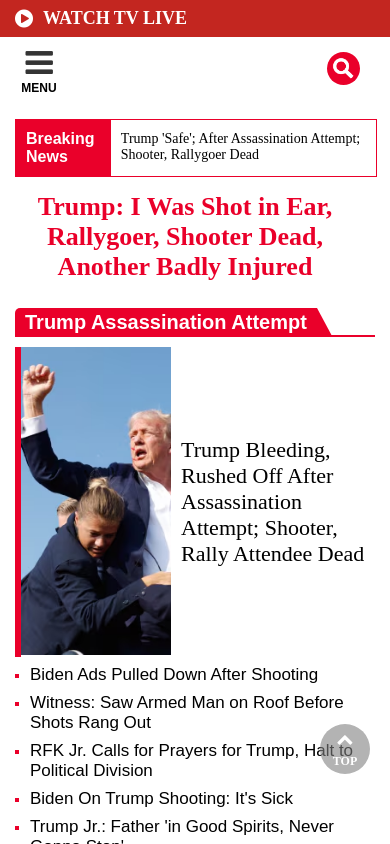 WATCH TV LIVE
MENU
Breaking
News
Trump 'Safe'; After Assassination Attempt;
Shooter, Rallygoer Dead
Trump: I Was Shot in Ear,
Rallygoer, Shooter Dead,
Another Badly Injured
Trump Assassination Attempt
Trump Bleeding,
Rushed Off After
Assassination
Attempt; Shooter,
Rally Attendee Dead
Biden Ads Pulled Down After Shooting
Witness: Saw Armed Man on Roof Before
Shots Rang Out
RFK Jr. Calls for Prayers for Trump, Halt to
Political Division
TOP
Biden On Trump Shooting: It's Sick
Trump Jr.: Father 'in Good Spirits, Never
Gonna Stop'